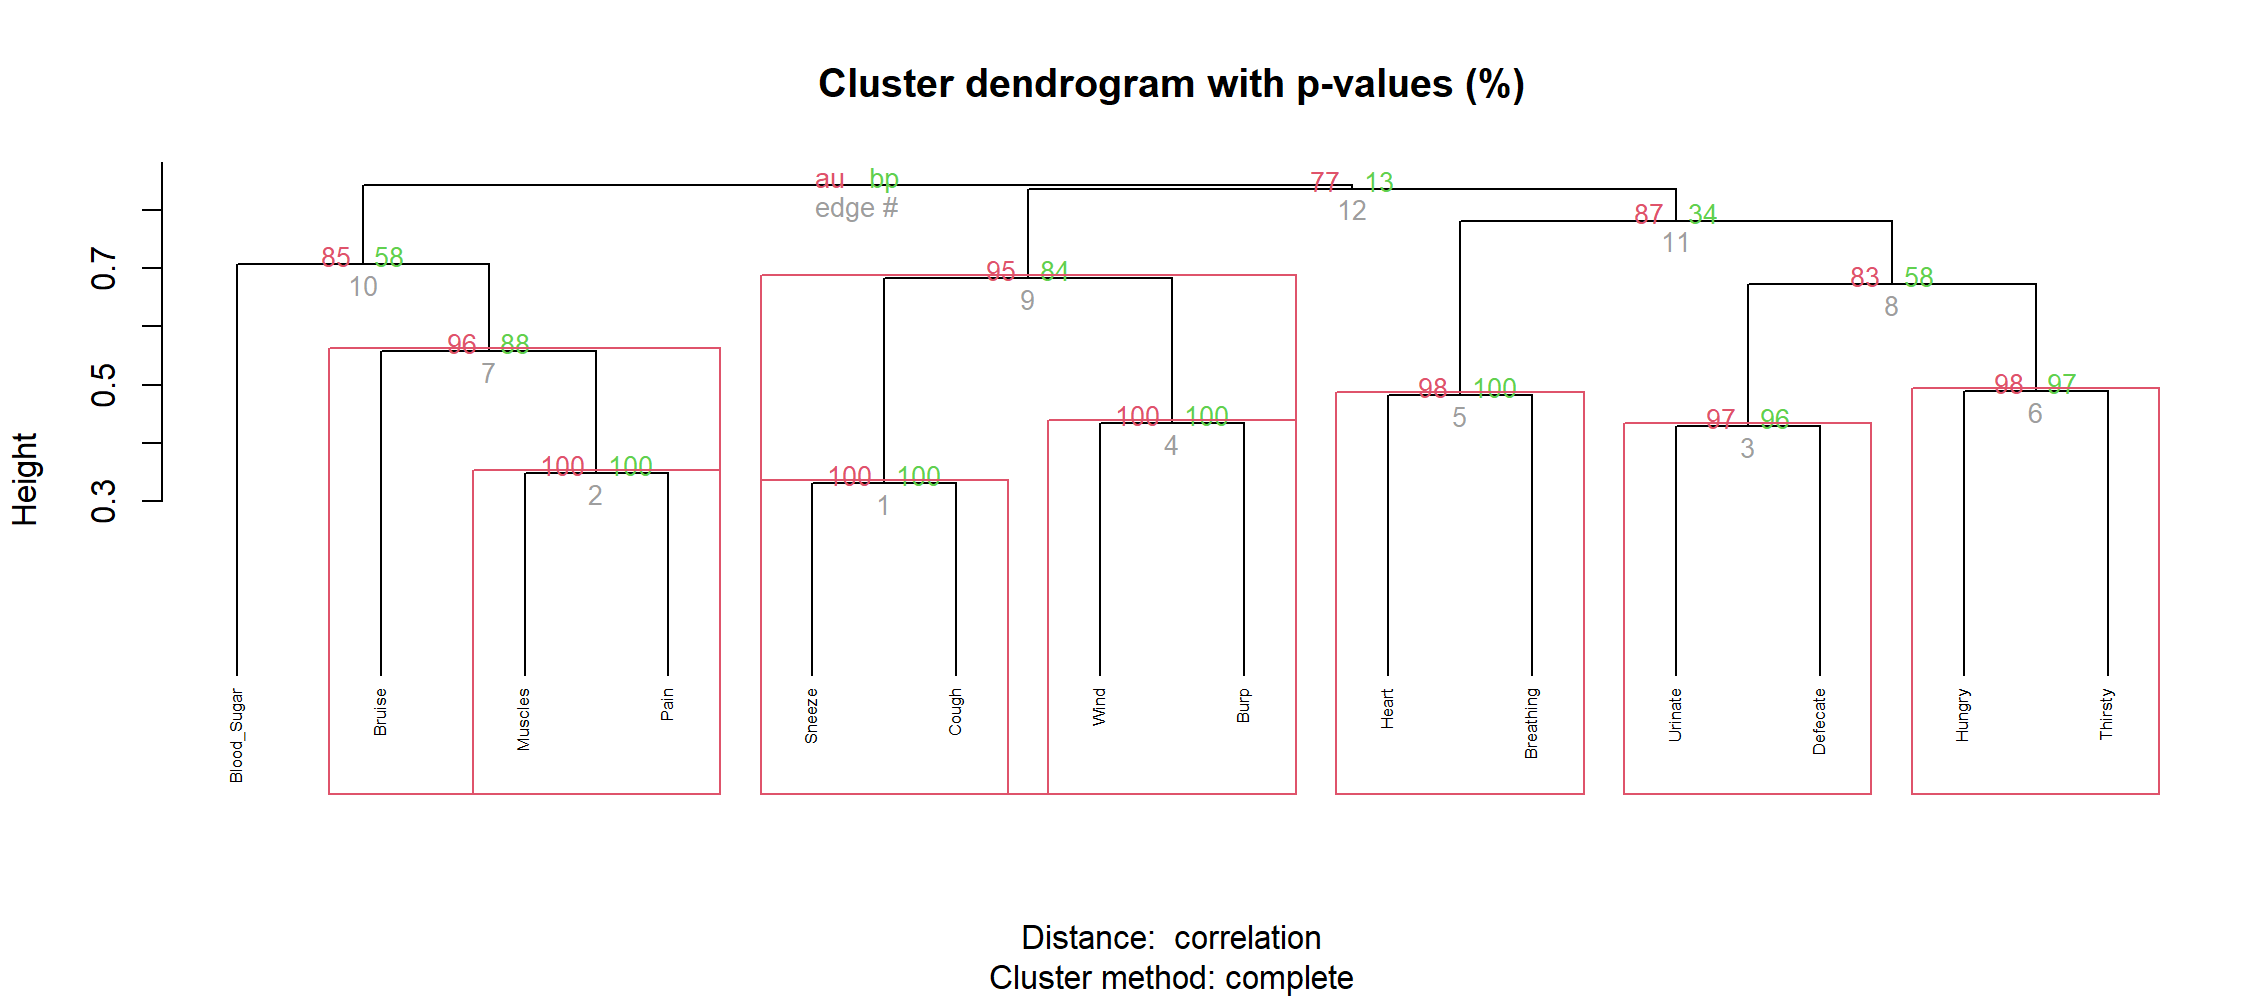 Cluster dendrogram with p-values (%)
au bp
edge #
77 13
12
87 34
11
85 58
10
95 84
9
83 58
8
96 88
7
98 97
6
98 100
5
100 100
4
97 96
3
100 100
2
100 100
1
Height
0.7
0.5
0.3
Blood_Sugar
Bruise
Muscles
Pain
Sneeze
Cough
Wind
Burp
Heart
Breathing
Urinate
Defecate
Hungry
Thirsty
Distance: correlation
Cluster method: complete